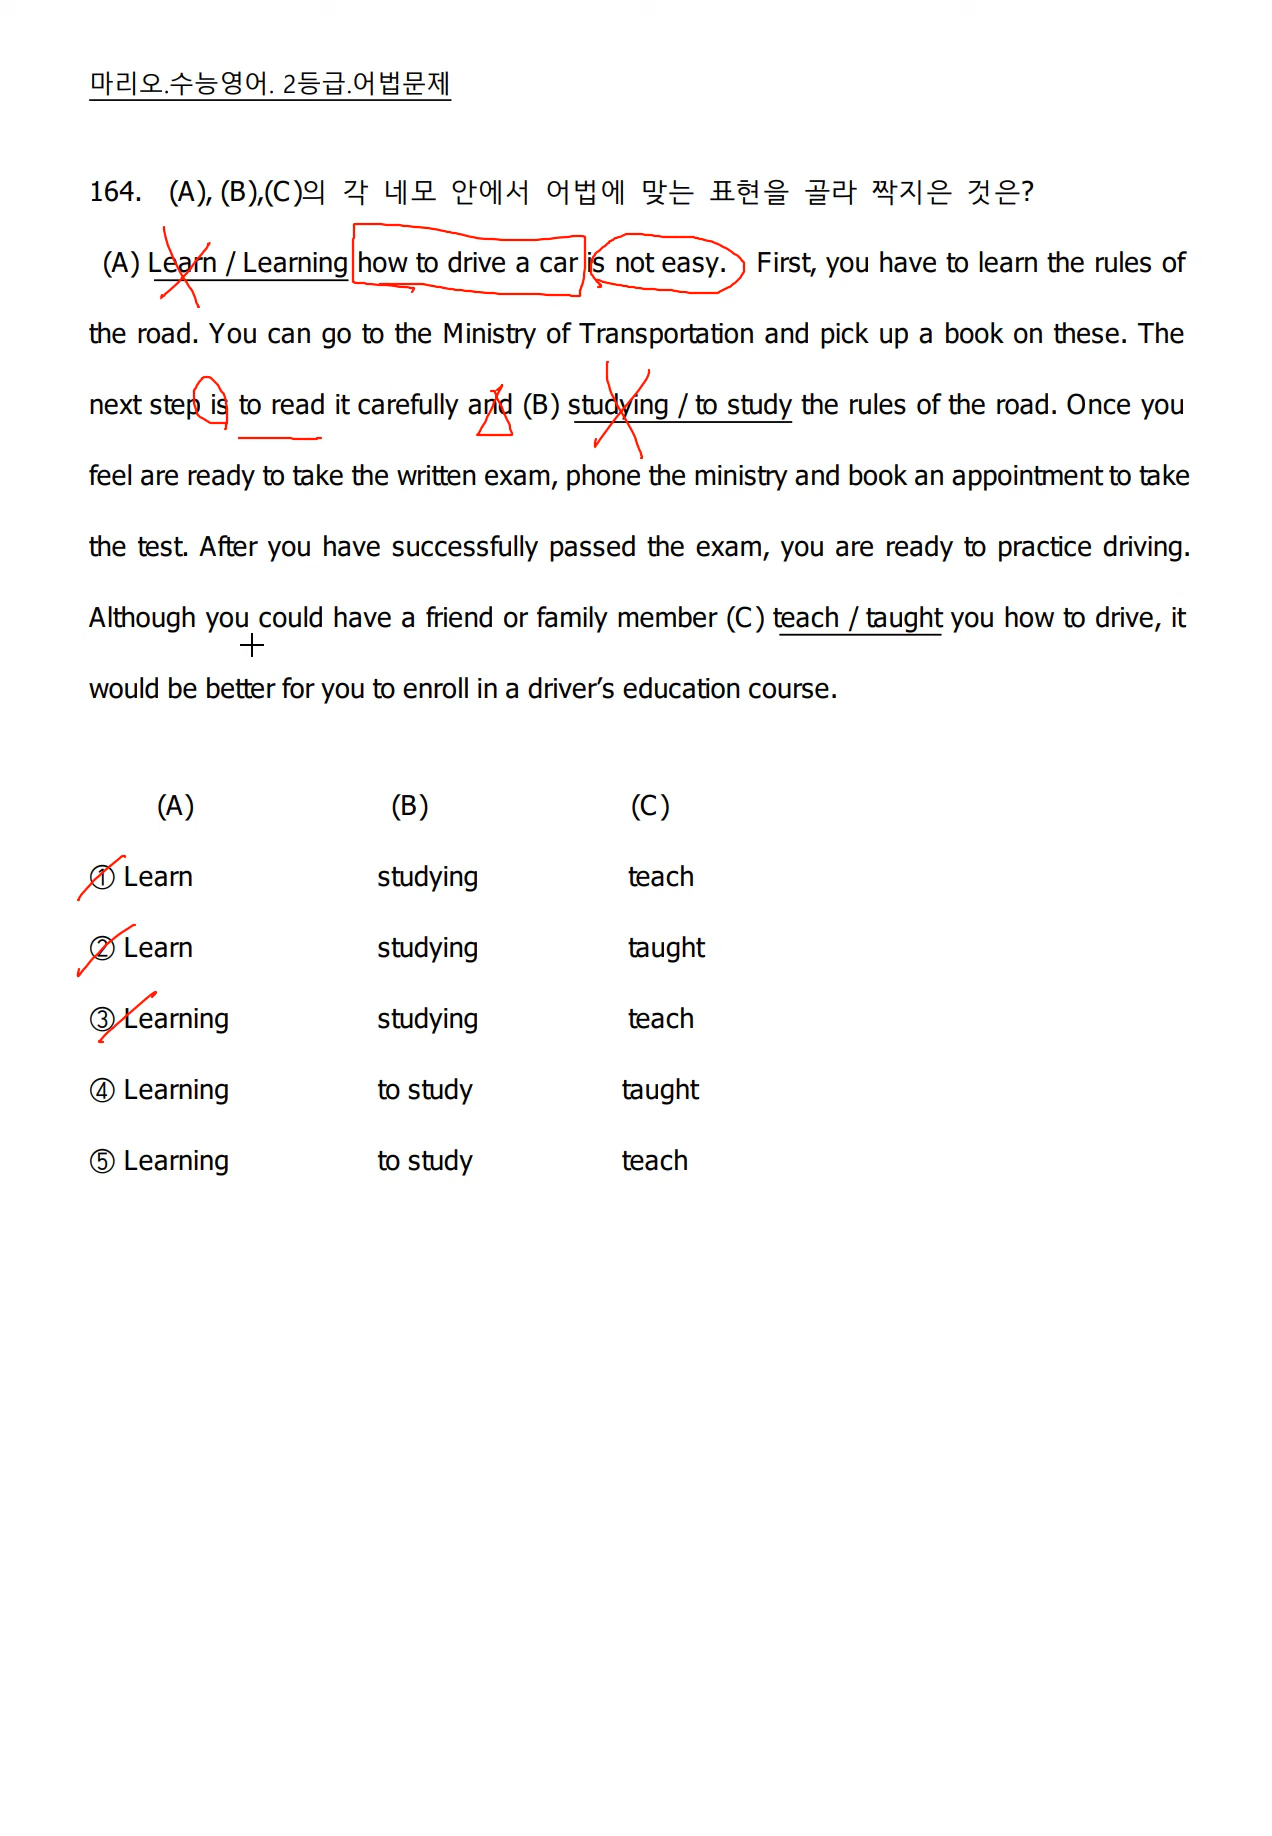 마리오.수능영어. 2등급.어법문제
164. (A), (B),(C)의 각 네모 안에서 어법에 맞는 표현을 골라 짝지은 것은?
(A) Learn / Learning how to drive a car is not easy. First, you have to learn the rules of
the road. You can go to the Ministry of Transportation and pick up a book on these. The
next step is to read it carefully and (B) studying / to study the rules of the road. Once you
feel are ready to take the written exam, phone the ministry and book an appointment to take
the test. After you have successfully passed the exam, you are ready to practice driving.
Although you could have a friend or family member (C) teach / taught you how to drive, it
would be better for you to enroll in a driver’s education course.
(A) (B) (C)
① Learn studying teach
② Learn studying taught
③ Learning studying teach
④ Learning to study taught
⑤ Learning to study teach